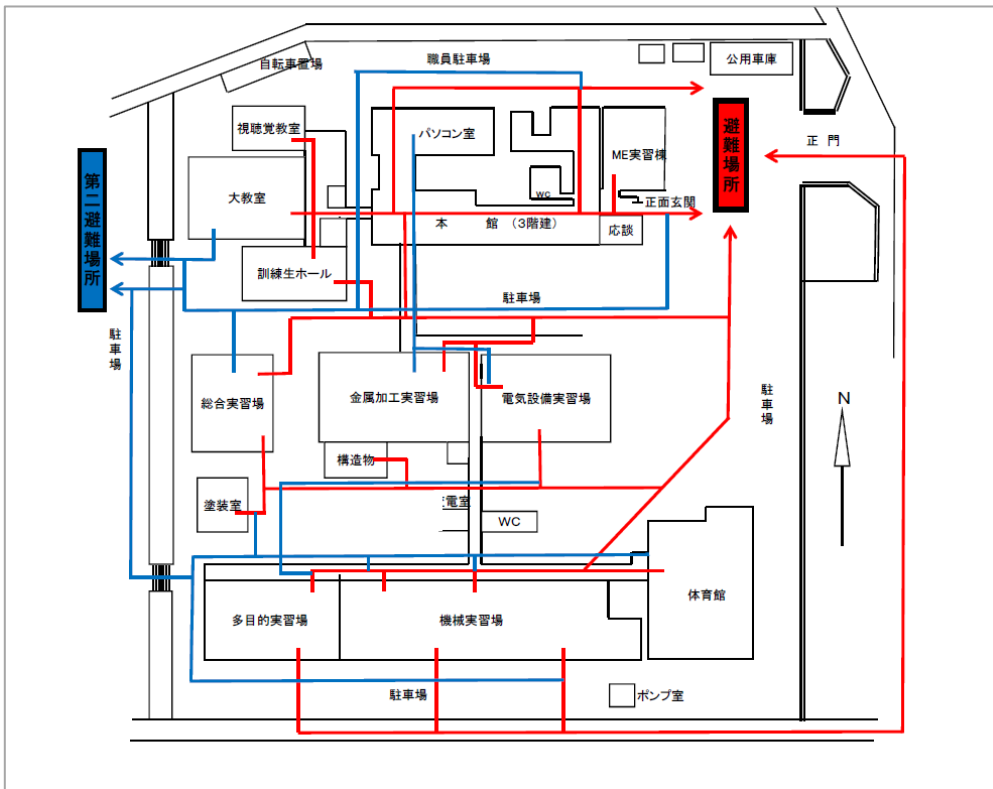 職員駐車場
自転車置場
公用車庫
視聴覚教室
パソコン室
ME実習棟
避難場所
正門
第二避難場所
大教室
WC
正面玄関
本館（3階建）
応談
訓練生ホール
駐車場
駐車場
駐車場
N
総合実習場
金属加工実習場
電気設備実習場
構造物
塗装室
電室
WC
体育館
多目的実習場
機械実習場
駐車場
ポンプ室